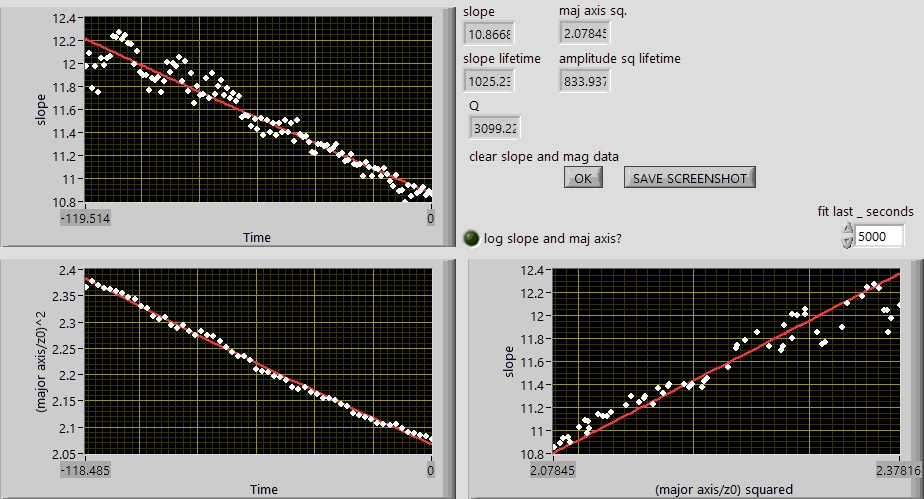 12.4
12.2
12
11.8
11.6
11.4
11.2
11
10.8
slope
-119.514
0
Time
slope
10.8668
maj axis sq.
2.07845
slope lifetime
1025.23
amplitude sq lifetime
833.937
Q
3099.22
clear slope and mag data
OK
SAVE SCREENSHOT
fit last _ seconds
5000
log slope and maj axis?
2.4
2.35
2.3
2.25
2.2
2.15
2.1
2.05
(major axis/z0)^2
-118.485
0
Time
12.4
12.2
12
11.8
11.6
11.4
11.2
11
10.8
slope
2.07845
2.37816
(major axis/z0) squared